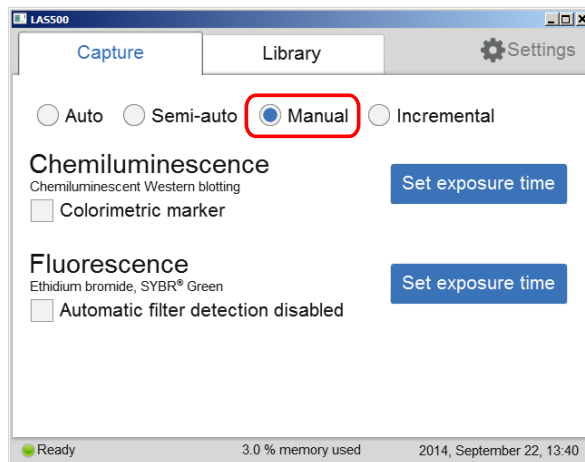 LAS500
Capture Library Settings
Auto Semi-auto Manual Incremental
Chemiluminescence
Chemiluminescent Western blotting
Set exposure time
Colorimetric marker
Fluorescence
Ethidium bromide, SYBR® Green
Set exposure time
Automatic filter detection disabled
Ready 3.0 % memory used 2014, September 22, 13:40